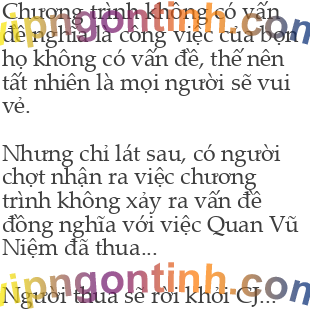 Chương trình không có vấn
đề nghĩa là công việc của bọn
họ không có vấn đề, thế nên
tất nhiên là mọi người sẽ vui
vẻ.
Nhưng chỉ lát sau, có người
chợt nhận ra việc chương
trình không xảy ra vấn đề
đồng nghĩa với việc Quan Vũ
Niệm đã thua...
Người thua sẽ rời khỏi CJ...
vipngontinh.com
vipngontinh.com